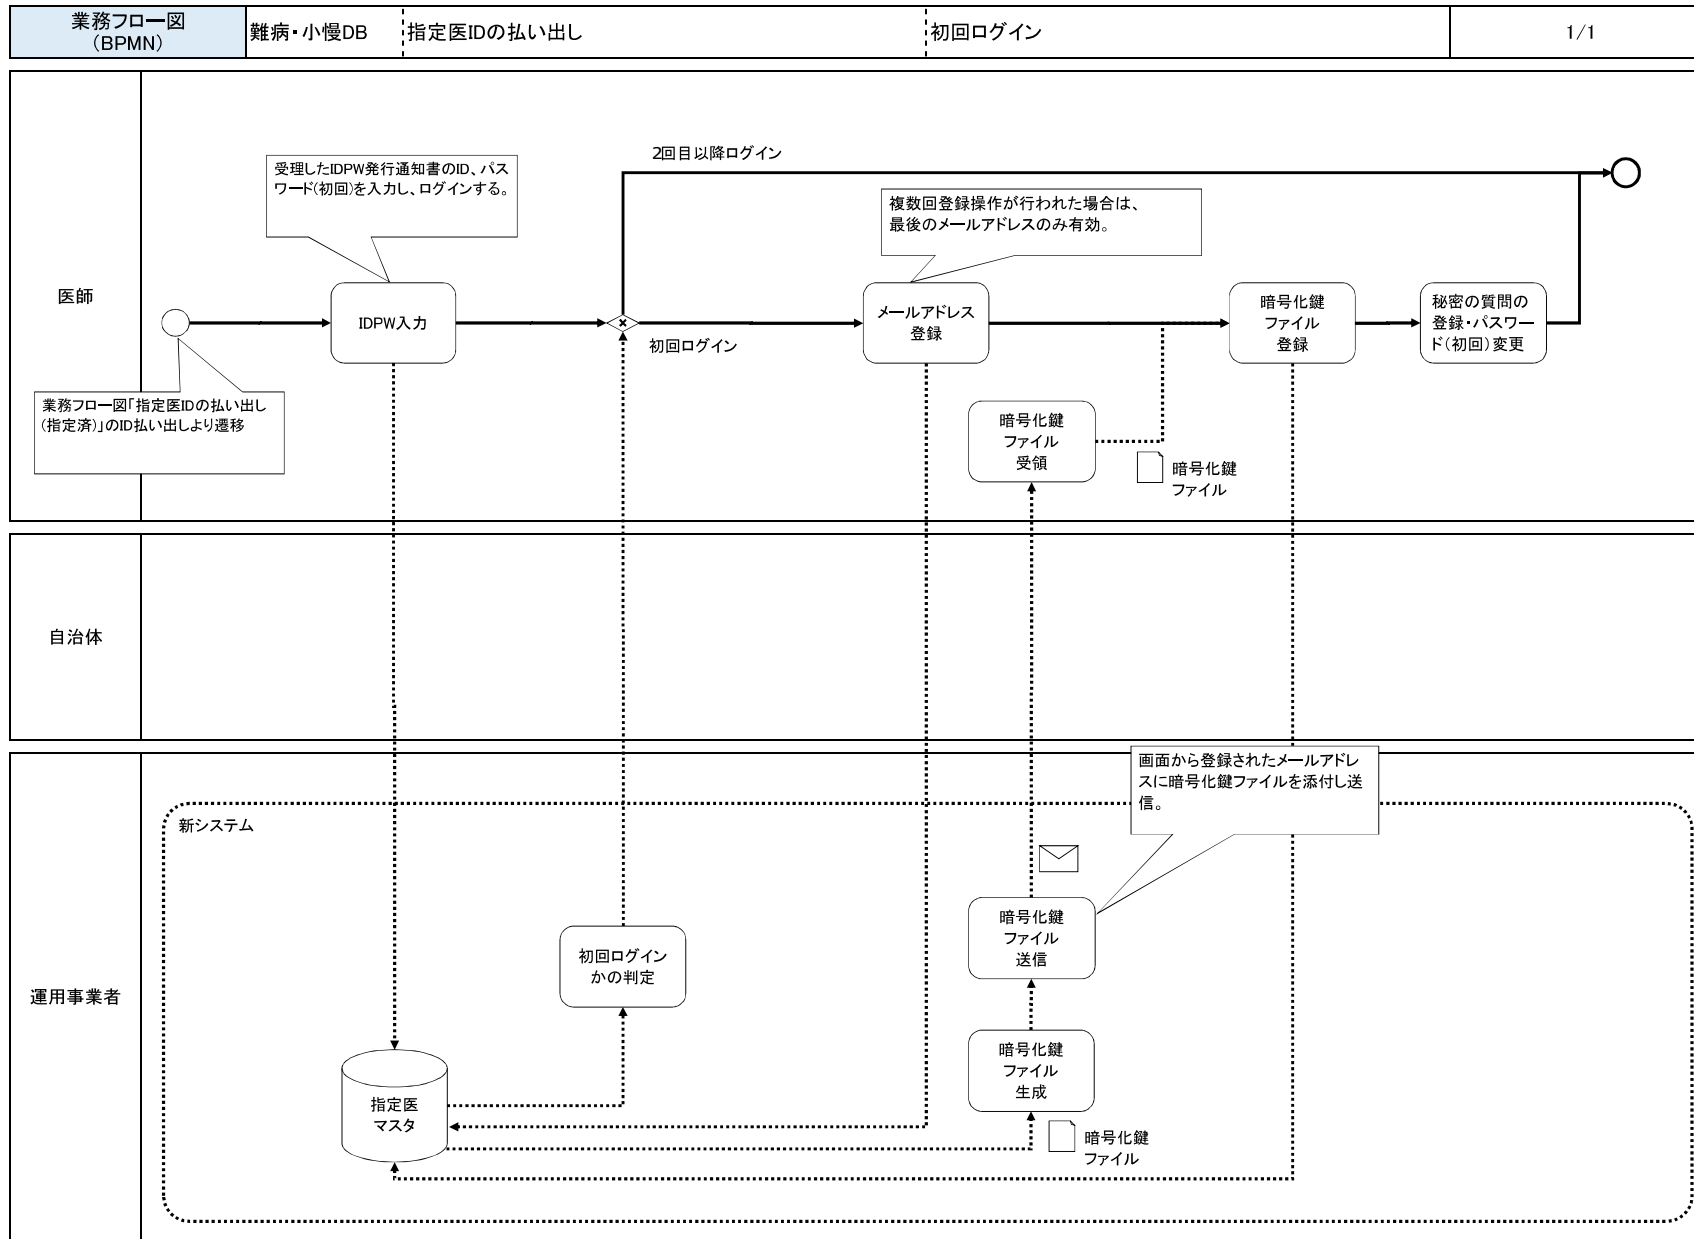 業務フロー図
(BPMN)
難病・小慢DB
指定医IDの払い出し
初回ログイン
1/1
医師
受理したIDPW発行通知書のID、パス
ワード(初回)を入力し、ログインする。
2回目以降ログイン
複数回登録操作が行われた場合は、
最後のメールアドレスのみ有効。
IDPW入力
初回ログイン
メールアドレス
登録
暗号化鍵
ファイル
登録
秘密の質問の
登録・パスワー
ド(初回)変更
業務フロー図「指定医IDの払い出し
(指定済)」のID払い出しより遷移
暗号化鍵
ファイル
受領
暗号化鍵
ファイル
自治体
運用事業者
新システム
画面から登録されたメールアドレ
スに暗号化鍵ファイルを添付し送
信。
暗号化鍵
ファイル
送信
初回ログイン
かの判定
暗号化鍵
ファイル
生成
指定医
マスタ
暗号化鍵
ファイル